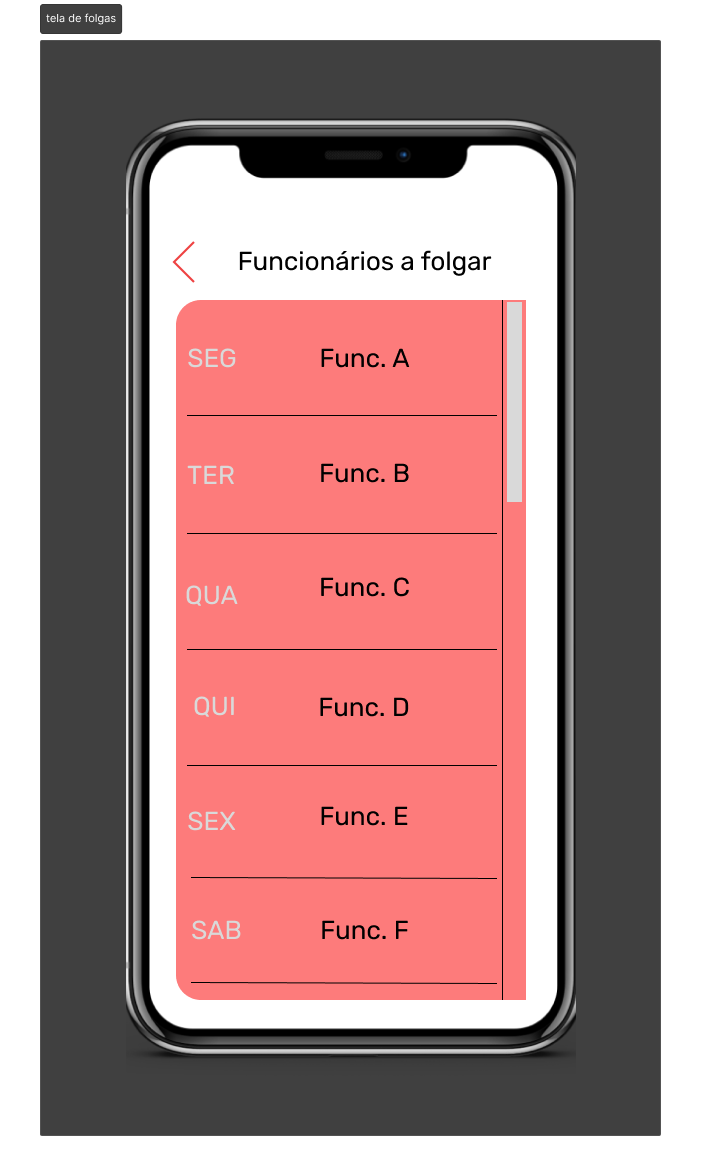 tela de folgas
Funcionários a folgar
SEG Func. A
TER Func. B
QUA Func. C
QUI Func. D
SEX Func. E
SAB Func. F